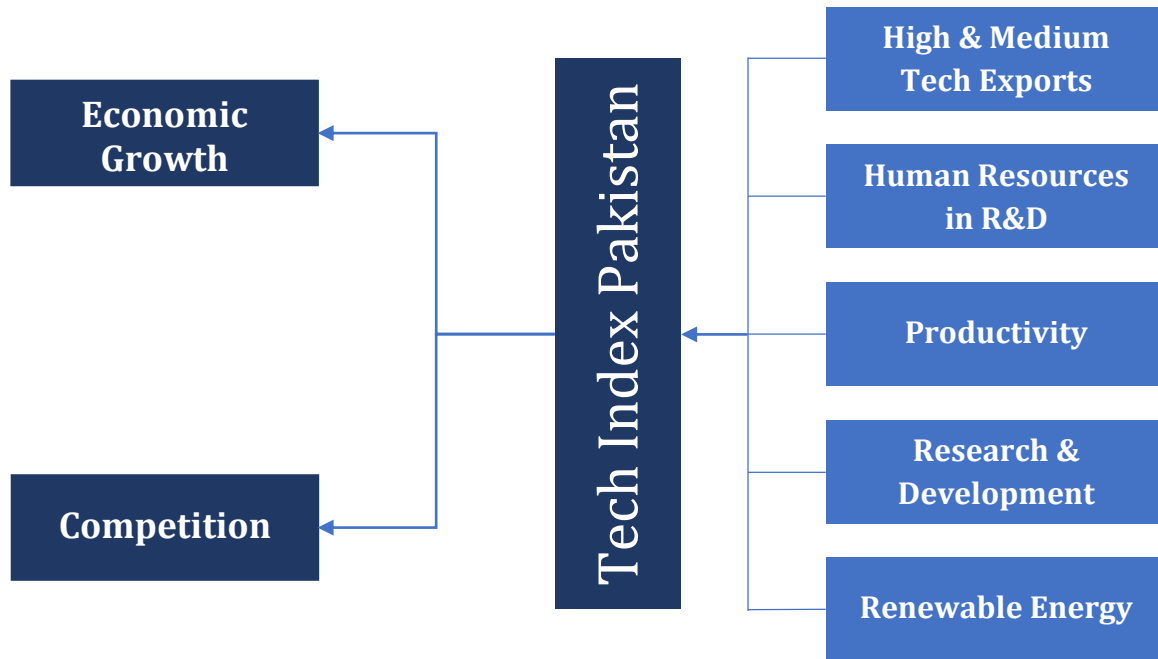 Economic
Growth
Competition
Tech Index Pakistan
High & Medium
Tech Exports
Human Resources
in R&D
Productivity
Research &
Development
Renewable Energy